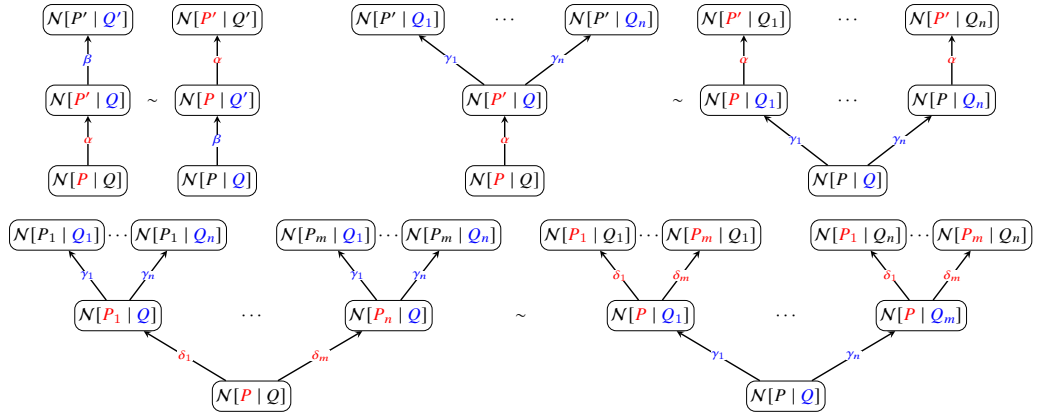 𝒩[P′ | Q′] 𝒩[P′ | Q′] 𝒩[P′ | Q₁] ⋯ 𝒩[P′ | Qₙ] 𝒩[P′ | Q₁] ⋯ 𝒩[P′ | Qₙ]
β α γ₁ γₙ α α
𝒩[P′ | Q] ∼ 𝒩[P | Q′] 𝒩[P′ | Q] ∼ 𝒩[P | Q₁] ⋯ 𝒩[P | Qₙ]
α β α γ₁ γₙ
𝒩[P | Q] 𝒩[P | Q] 𝒩[P | Q] 𝒩[P | Q]
𝒩[P₁ | Q₁] ⋯ 𝒩[P₁ | Qₙ] 𝒩[Pₘ | Q₁] ⋯ 𝒩[Pₘ | Qₙ] 𝒩[P₁ | Q₁] ⋯ 𝒩[Pₘ | Q₁] 𝒩[P₁ | Qₙ] ⋯ 𝒩[Pₘ | Qₙ]
γ₁ γₙ γ₁ γₙ δ₁ δₘ δ₁ δₘ
𝒩[P₁ | Q] ⋯ 𝒩[Pₙ | Q] ∼ 𝒩[P | Q₁] ⋯ 𝒩[P | Qₘ]
δ₁ δₘ γ₁ γₙ
𝒩[P | Q] 𝒩[P | Q]